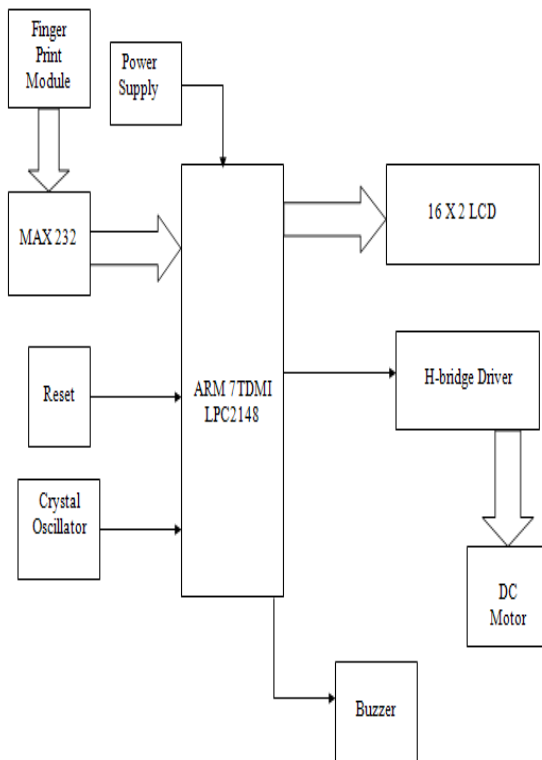 Finger
Print
Module
Power
Supply
MAX 232
16 X 2 LCD
ARM 7TDMI
LPC2148
H-bridge Driver
Reset
Crystal
Oscillator
DC
Motor
Buzzer